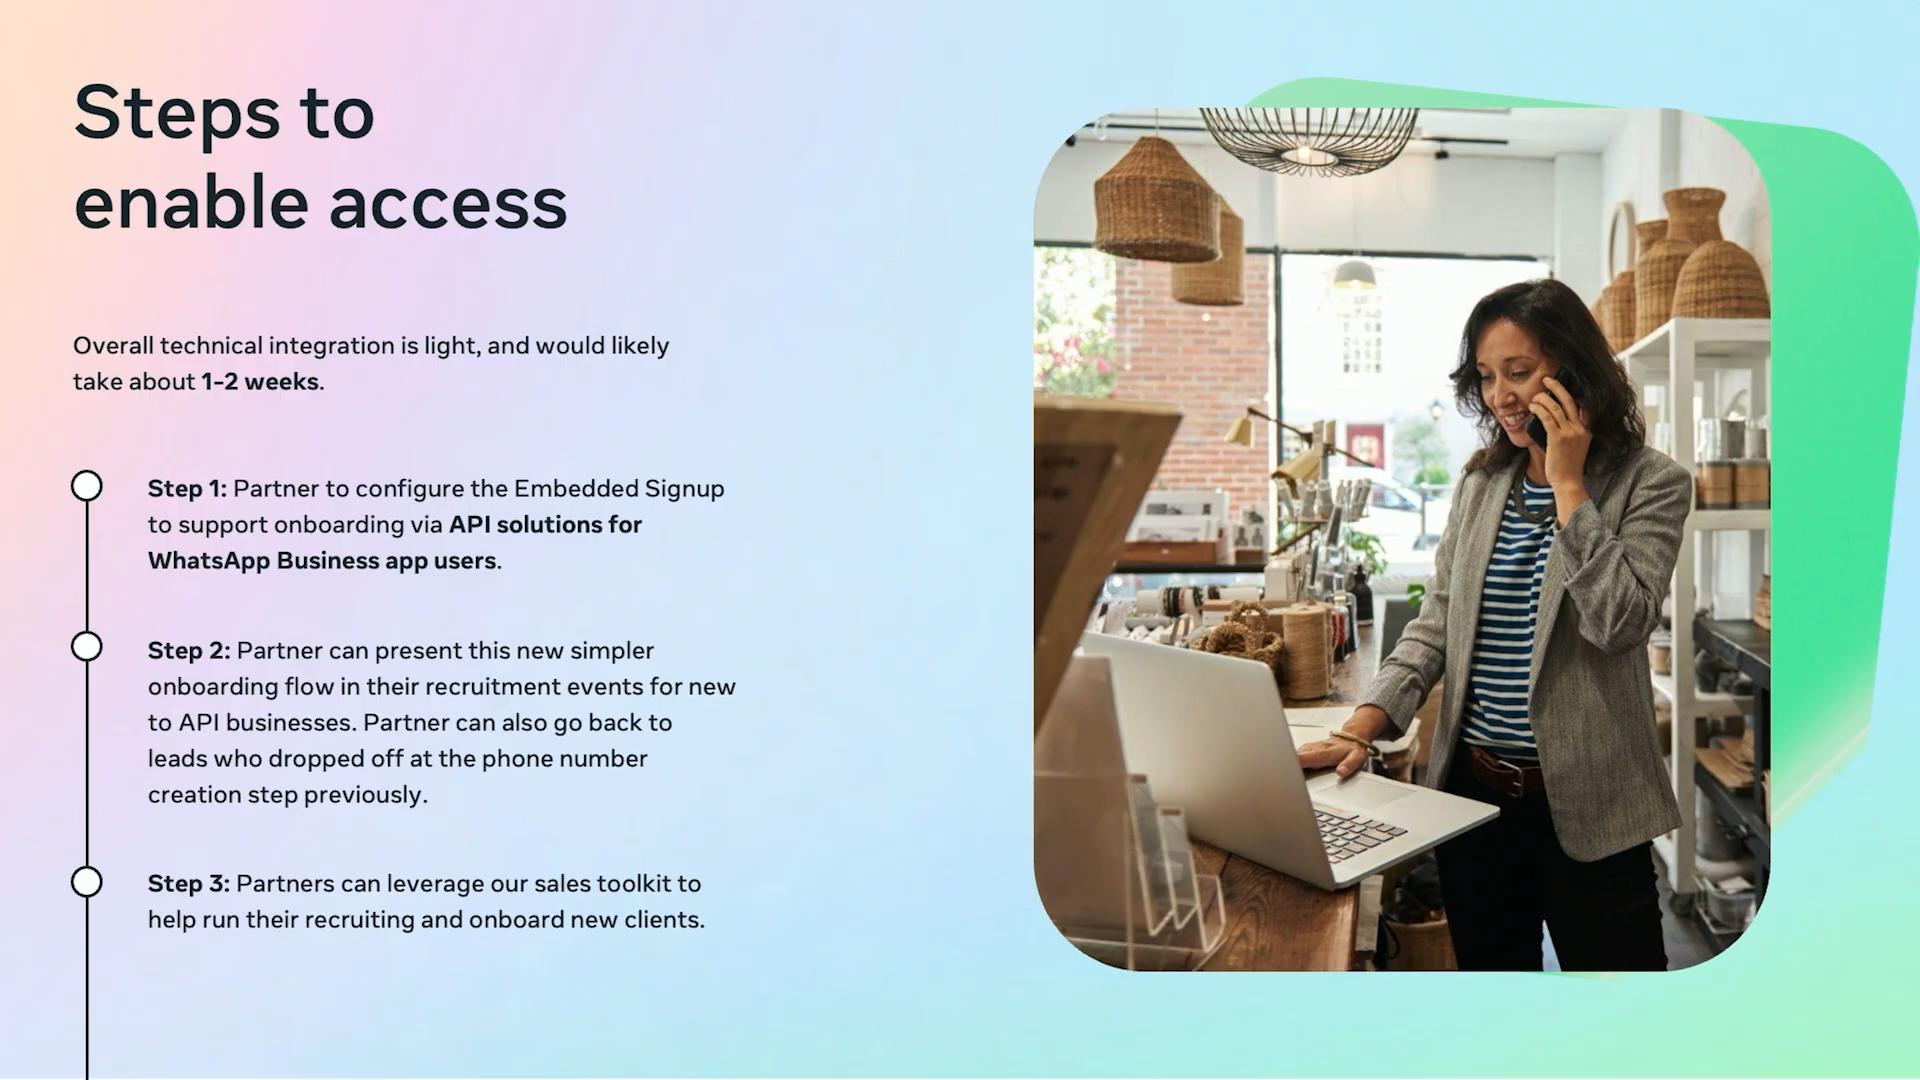 Steps to
enable access
Overall technical integration is light, and would likely
take about 1-2 weeks.
Step 1: Partner to configure the Embedded Signup
to support onboarding via API solutions for
WhatsApp Business app users.
Step 2: Partner can present this new simpler
onboarding flow in their recruitment events for new
to API businesses. Partner can also go back to
leads who dropped off at the phone number
creation step previously.
Step 3: Partners can leverage our sales toolkit to
help run their recruiting and onboard new clients.